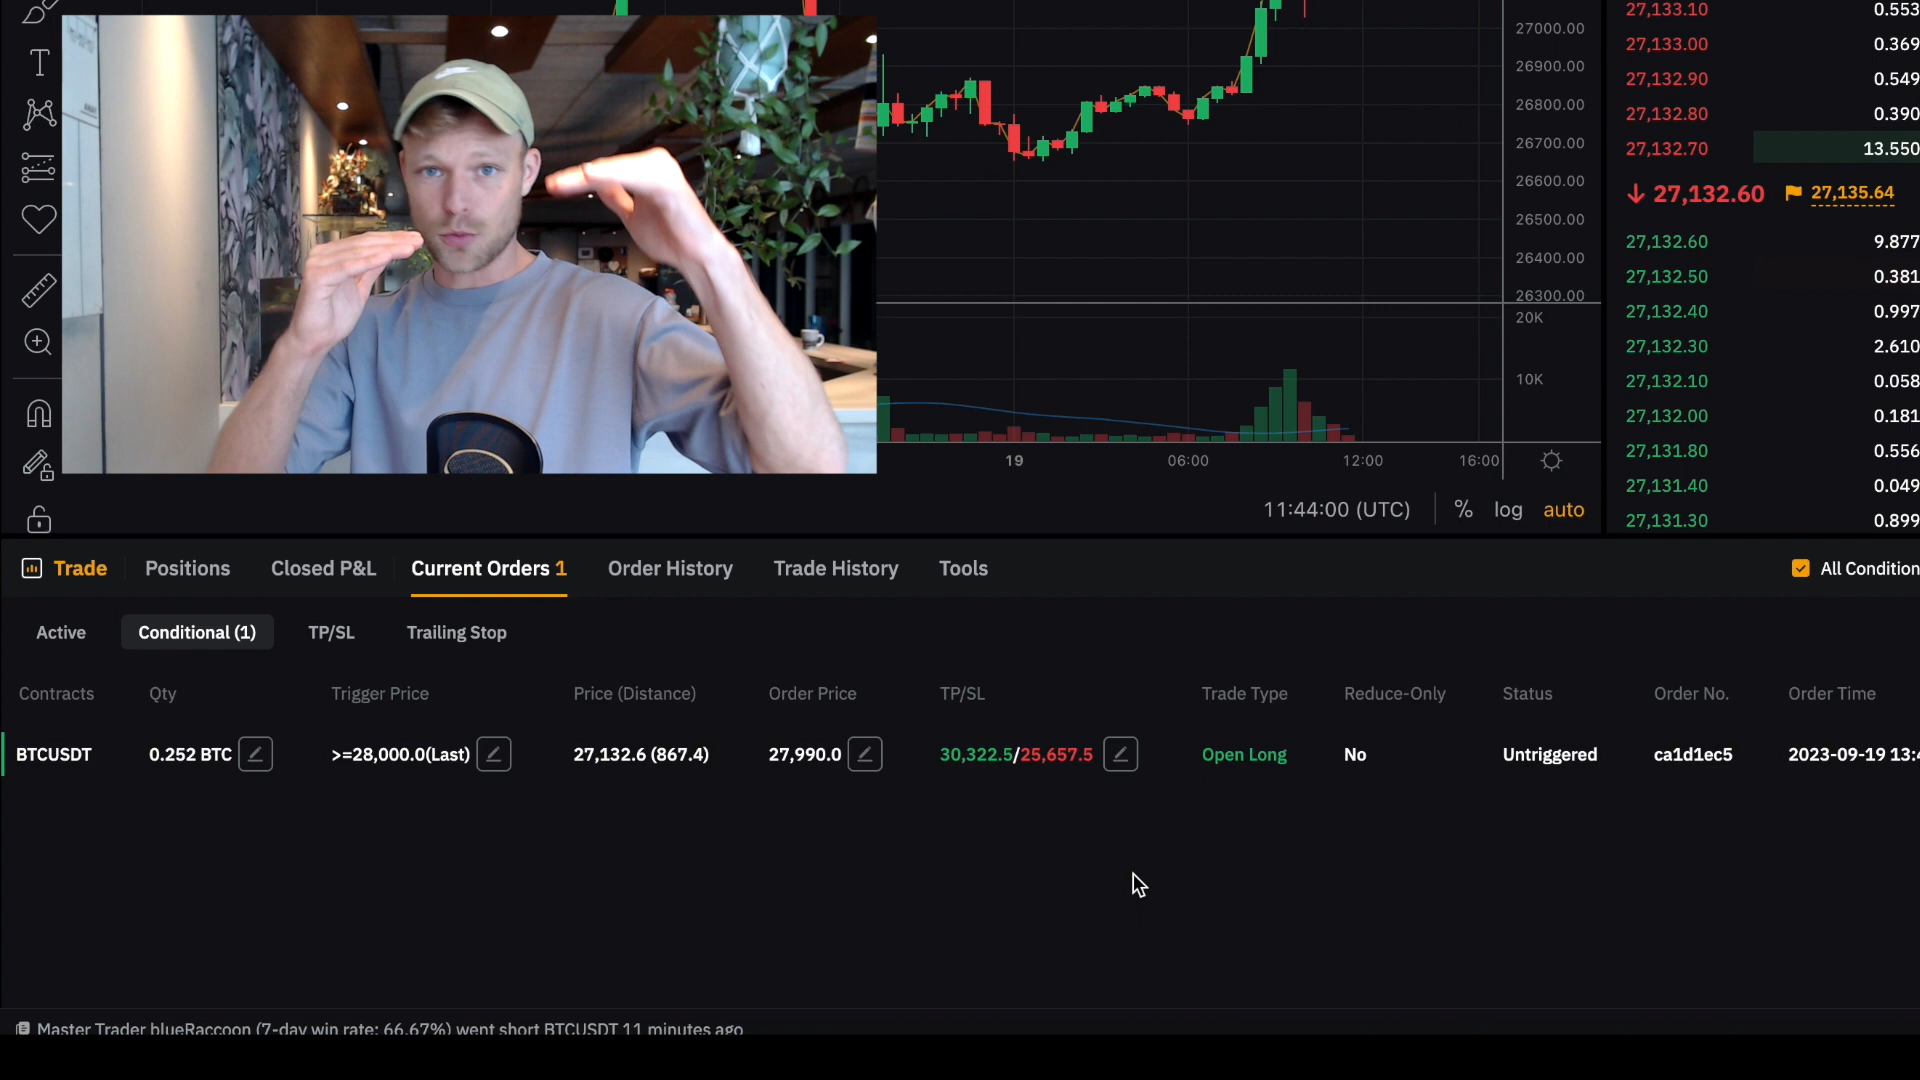 27000.00
26900.00
26800.00
26700.00
26600.00
26500.00
26400.00
26300.00
20K
10K
19 06:00 12:00 16:00
11:44:00 (UTC) % log auto
27,133.10 0.553
27,133.00 0.369
27,132.90 0.549
27,132.80 0.390
27,132.70 13.550
27,132.60 27,135.64
27,132.60 9.877
27,132.50 0.381
27,132.40 0.997
27,132.30 2.610
27,132.10 0.058
27,132.00 0.181
27,131.80 0.556
27,131.40 0.049
27,131.30 0.899
Trade Positions Closed P&L Current Orders 1 Order History Trade History Tools All Condition
Active Conditional (1) TP/SL Trailing Stop
Contracts Qty Trigger Price Price (Distance) Order Price TP/SL Trade Type Reduce-Only Status Order No. Order Time
BTCUSDT 0.252 BTC >=28,000.0(Last) 27,132.6 (867.4) 27,990.0 30,322.5/25,657.5 Open Long No Untriggered ca1d1ec5 2023-09-19 13:4
Master Trader blueRaccoon (7-day win rate: 66.67%) went short BTCUSDT 11 minutes ago